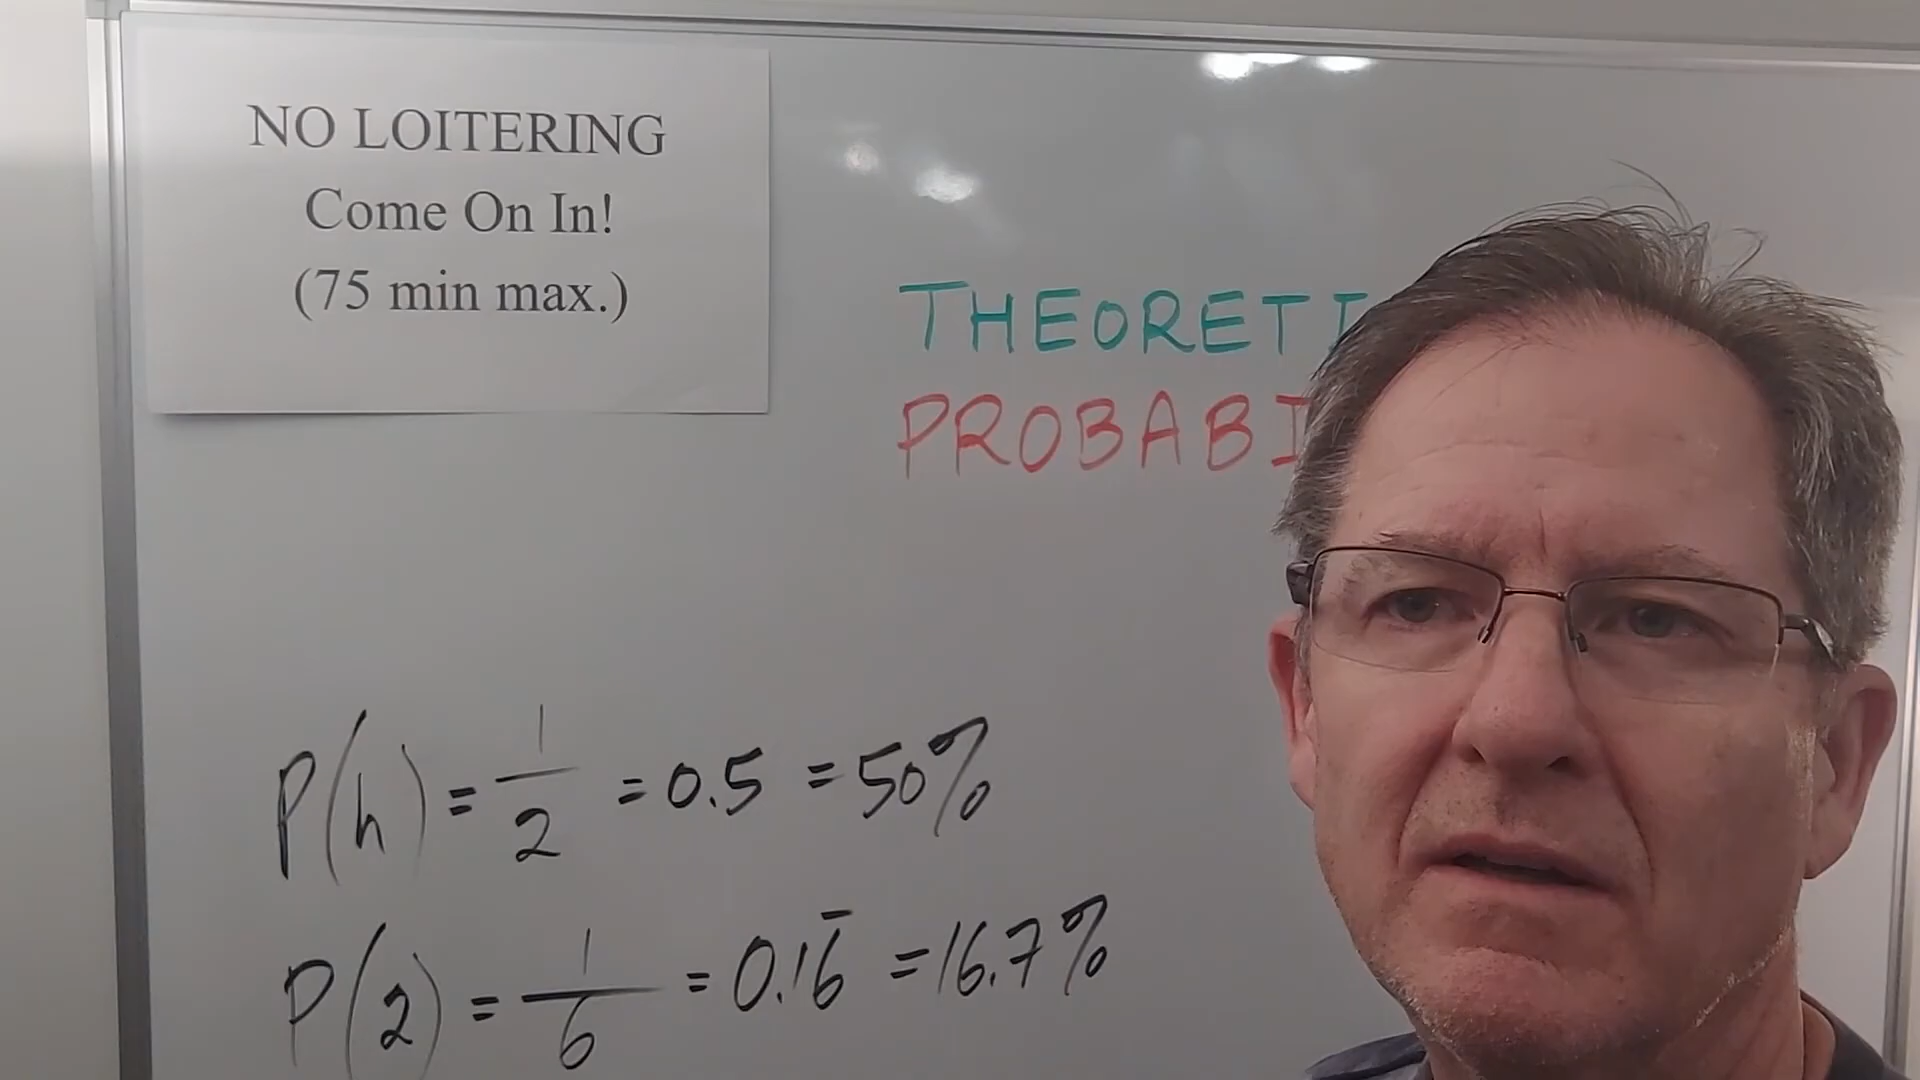 NO LOITERING
Come On In!
(75 min max.)
THEORETI
PROBABI
P(h) = 1/2 = 0.5 = 50%
P(2) = 1/6 = 0.16̅ = 16.7%